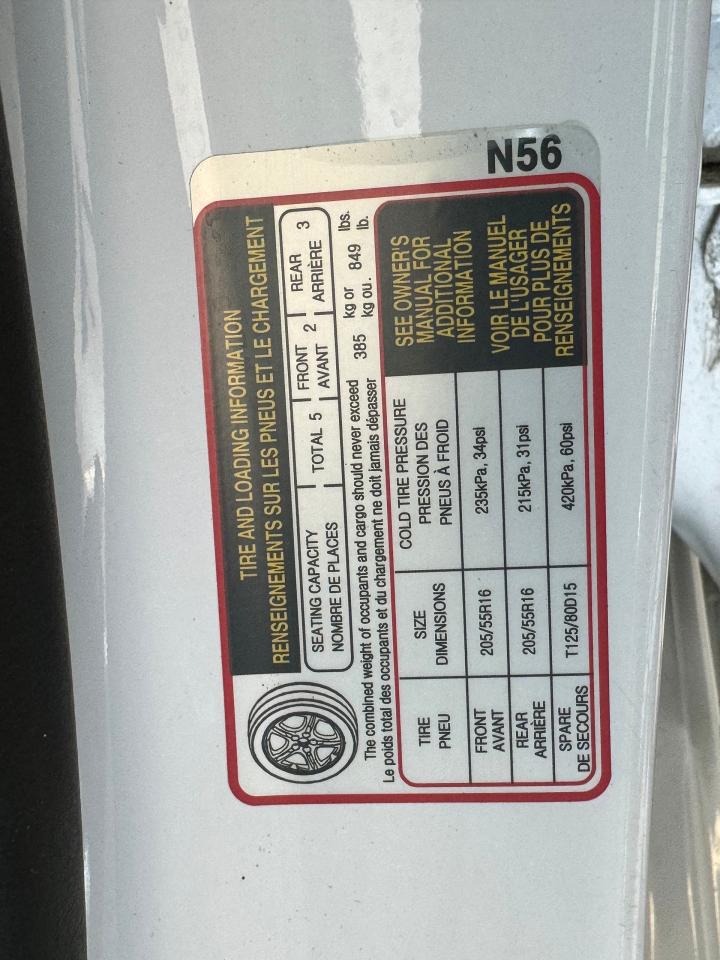 N56
TIRE AND LOADING INFORMATION
RENSEIGNEMENTS SUR LES PNEUS ET LE CHARGEMENT
SEATING CAPACITY
NOMBRE DE PLACES
TOTAL 5
FRONT
AVANT 2
REAR
ARRIÈRE 3
The combined weight of occupants and cargo should never exceed 385 kg or 849 lbs.
Le poids total des occupants et du chargement ne doit jamais dépasser kg ou. lb.
TIRE
PNEU
SIZE
DIMENSIONS
COLD TIRE PRESSURE
PRESSION DES
PNEUS À FROID
FRONT
AVANT
205/55R16
235kPa, 34psi
REAR
ARRIÈRE
205/55R16
215kPa, 31psi
SPARE
DE SECOURS
T125/80D15
420kPa, 60psi
SEE OWNER'S
MANUAL FOR
ADDITIONAL
INFORMATION
VOIR LE MANUEL
DE L'USAGER
POUR PLUS DE
RENSEIGNEMENTS